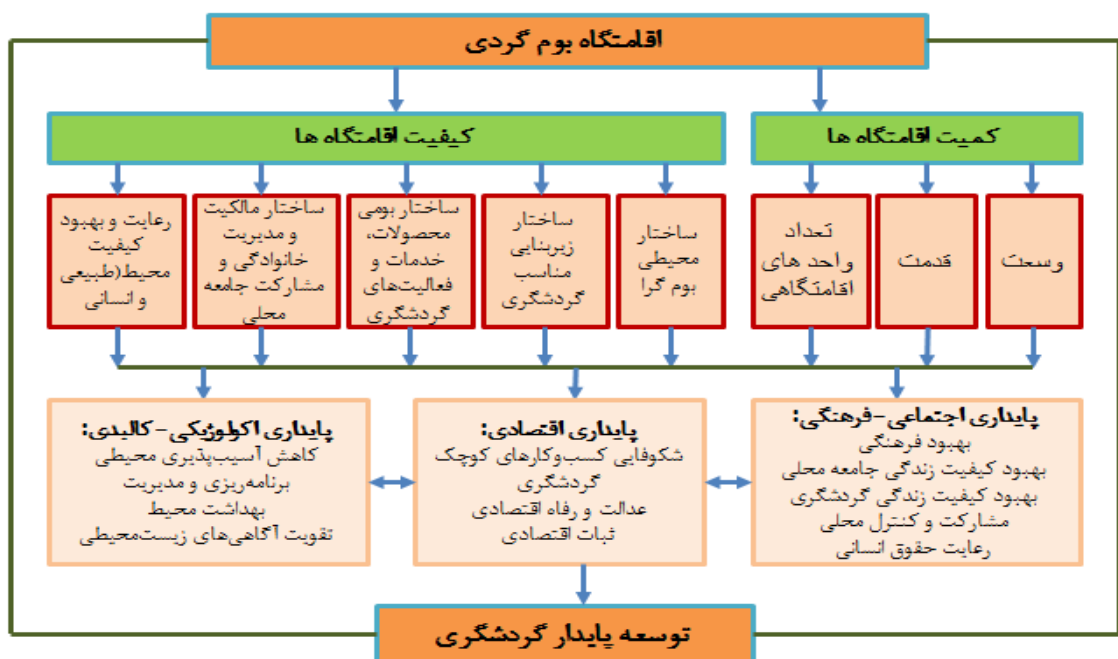 اقامتگاه بوم گردی
کمیت اقامتگاه ها
کیفیت اقامتگاه ها
وسعت
قدمت
تعداد
واحد های
اقامتگاهی
ساختار
محیطی
بوم گرا
ساختار
زیربنایی
مناسب
گردشگری
ساختار بومی
محصولات،
خدمات و
فعالیت‌های
گردشگری
ساختار مالکیت
و مدیریت
خانوادگی و
مشارکت جامعه
محلی
رعایت و بهبود
کیفیت
محیط(طبیعی
و انسانی
پایداری اجتماعی-فرهنگی:
بهبود فرهنگی
بهبود کیفیت زندگی جامعه محلی
بهبود کیفیت زندگی گردشگری
مشارکت و کنترل محلی
رعایت حقوق انسانی
پایداری اقتصادی:
شکوفایی کسب‌وکارهای کوچک
گردشگری
عدالت و رفاه اقتصادی
ثبات اقتصادی
پایداری اکولوژیکی-کالبدی:
کاهش آسیب‌پذیری محیطی
برنامه‌ریزی و مدیریت
بهداشت محیط
تقویت آگاهی‌های زیست‌محیطی
توسعه پایدار گردشگری